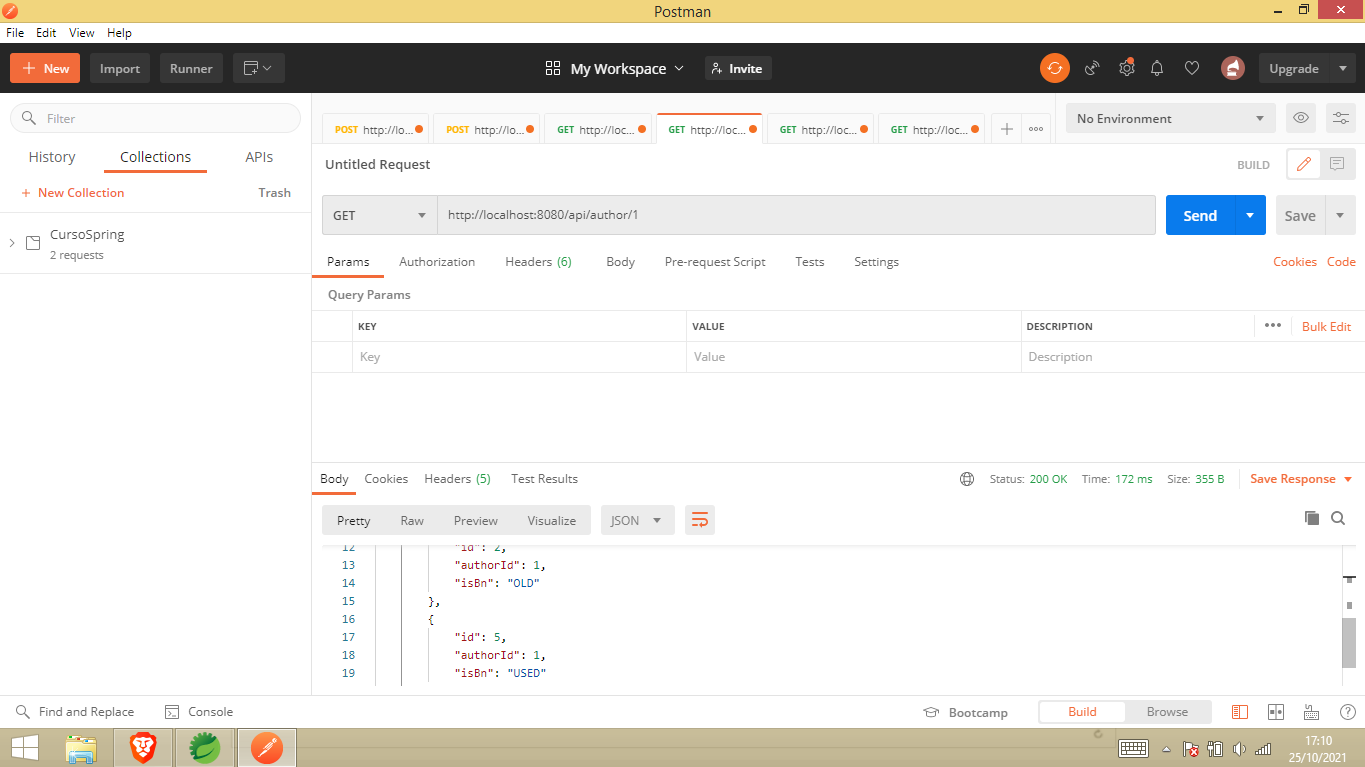 Postman
File Edit View Help
New Import Runner My Workspace Invite Upgrade
Filter
History Collections APIs
+ New Collection Trash
CursoSpring
2 requests
POST http://lo... POST http://lo... GET http://loc... GET http://loc... GET http://loc... GET http://loc... No Environment
Untitled Request BUILD
GET http://localhost:8080/api/author/1 Send Save
Params Authorization Headers (6) Body Pre-request Script Tests Settings Cookies Code
Query Params
KEY VALUE DESCRIPTION Bulk Edit
Key Value Description
Body Cookies Headers (5) Test Results Status: 200 OK Time: 172 ms Size: 355 B Save Response
Pretty Raw Preview Visualize JSON
12 "id": 2,
13 "authorId": 1,
14 "isBn": "OLD"
15 },
16 {
17 "id": 5,
18 "authorId": 1,
19 "isBn": "USED"
Find and Replace Console Bootcamp Build Browse
17:10
25/10/2021